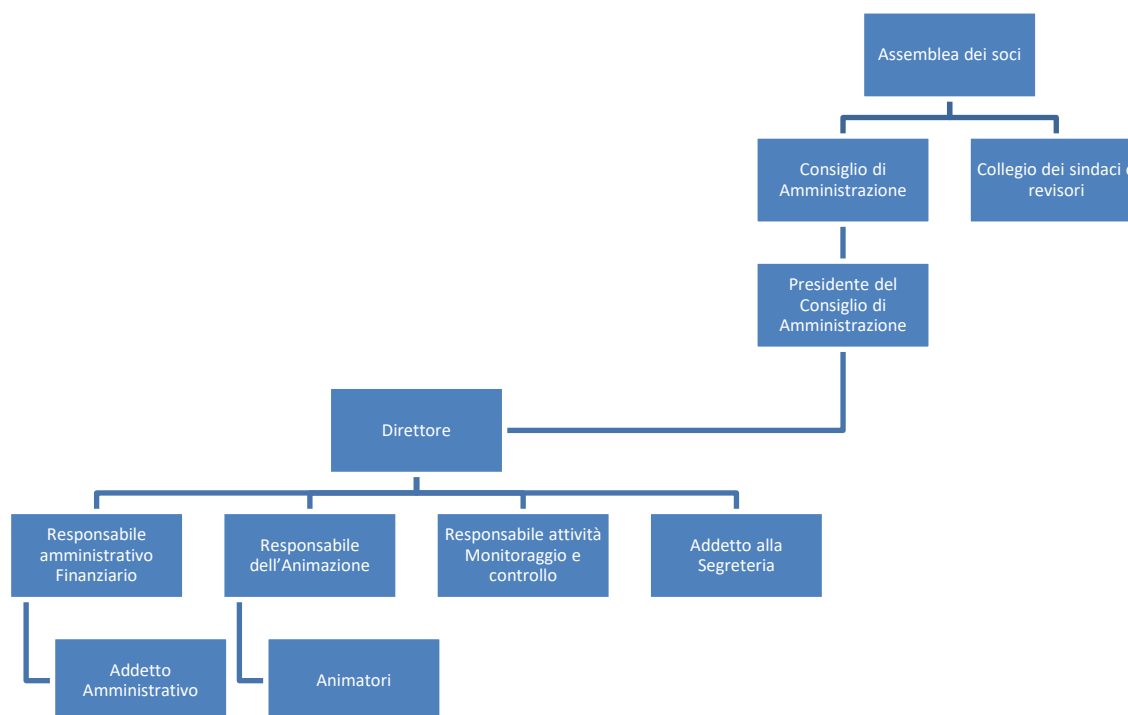 Assemblea dei soci
Consiglio di
Amministrazione
Collegio dei sindaci
revisori
Presidente del
Consiglio di
Amministrazione
Direttore
Responsabile
amministrativo
Finanziario
Responsabile
dell’Animazione
Responsabile attività
Monitoraggio e
controllo
Addetto alla
Segreteria
Addetto
Amministrativo
Animatori